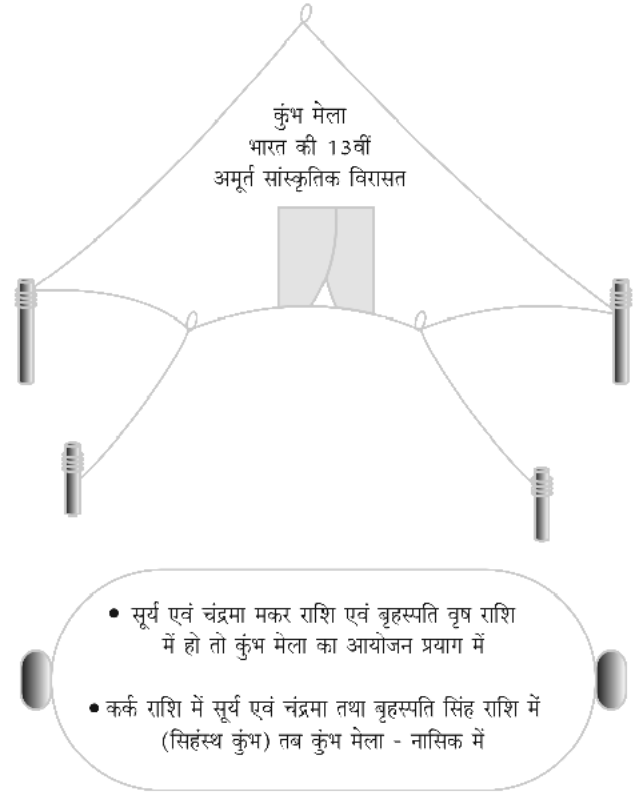 कुंभ मेला
भारत की 13वीं
अमूर्त सांस्कृतिक विरासत
• सूर्य एवं चंद्रमा मकर राशि एवं बृहस्पति वृष राशि
में हो तो कुंभ मेला का आयोजन प्रयाग में
• कर्क राशि में सूर्य एवं चंद्रमा तथा बृहस्पति सिंह राशि में
(सिहंस्थ कुंभ) तब कुंभ मेला - नासिक में